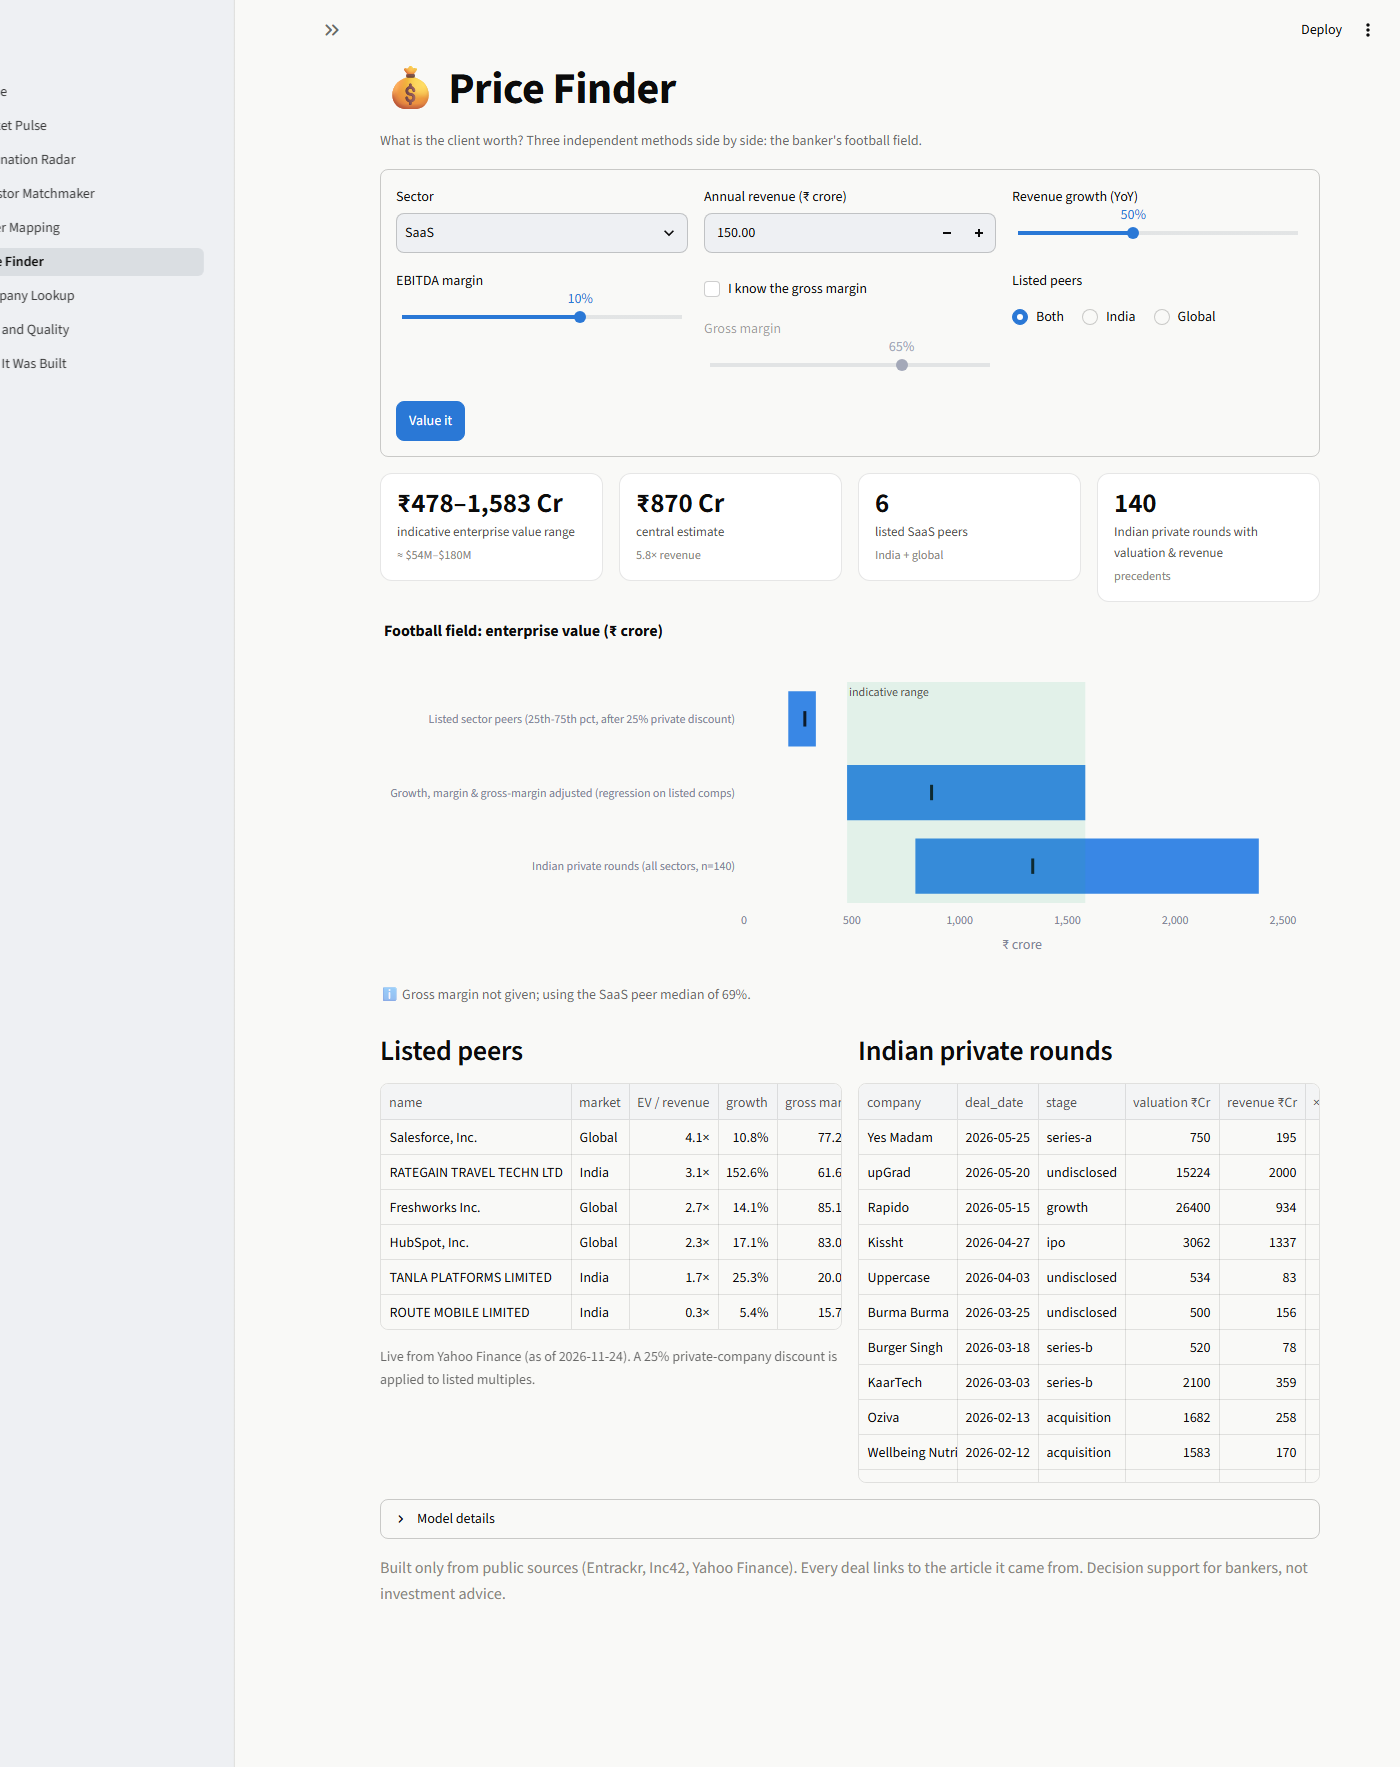 Deploy
e
et Pulse
nation Radar
stor Matchmaker
r Mapping
e Finder
pany Lookup
and Quality
It Was Built
Price Finder
What is the client worth? Three independent methods side by side: the banker's football field.
Sector
Annual revenue (₹ crore)
Revenue growth (YoY)
SaaS
150.00
50%
EBITDA margin
10%
I know the gross margin
Listed peers
Both
India
Global
Gross margin
65%
Value it
₹478–1,583 Cr
indicative enterprise value range
≈ $54M–$180M
₹870 Cr
central estimate
5.8× revenue
6
listed SaaS peers
India + global
140
Indian private rounds with
valuation & revenue
precedents
Football field: enterprise value (₹ crore)
indicative range
Listed sector peers (25th-75th pct, after 25% private discount)
Growth, margin & gross-margin adjusted (regression on listed comps)
Indian private rounds (all sectors, n=140)
0 500 1,000 1,500 2,000 2,500
₹ crore
Gross margin not given; using the SaaS peer median of 69%.
Listed peers
name market EV / revenue growth gross mar
Salesforce, Inc. Global 4.1× 10.8% 77.2
RATEGAIN TRAVEL TECHN LTD India 3.1× 152.6% 61.6
Freshworks Inc. Global 2.7× 14.1% 85.1
HubSpot, Inc. Global 2.3× 17.1% 83.0
TANLA PLATFORMS LIMITED India 1.7× 25.3% 20.0
ROUTE MOBILE LIMITED India 0.3× 5.4% 15.7
Live from Yahoo Finance (as of 2026-11-24). A 25% private-company discount is
applied to listed multiples.
Indian private rounds
company deal_date stage valuation ₹Cr revenue ₹Cr ×
Yes Madam 2026-05-25 series-a 750 195
upGrad 2026-05-20 undisclosed 15224 2000
Rapido 2026-05-15 growth 26400 934
Kissht 2026-04-27 ipo 3062 1337
Uppercase 2026-04-03 undisclosed 534 83
Burma Burma 2026-03-25 undisclosed 500 156
Burger Singh 2026-03-18 series-b 520 78
KaarTech 2026-03-03 series-b 2100 359
Oziva 2026-02-13 acquisition 1682 258
Wellbeing Nutri 2026-02-12 acquisition 1583 170
Model details
Built only from public sources (Entrackr, Inc42, Yahoo Finance). Every deal links to the article it came from. Decision support for bankers, not
investment advice.